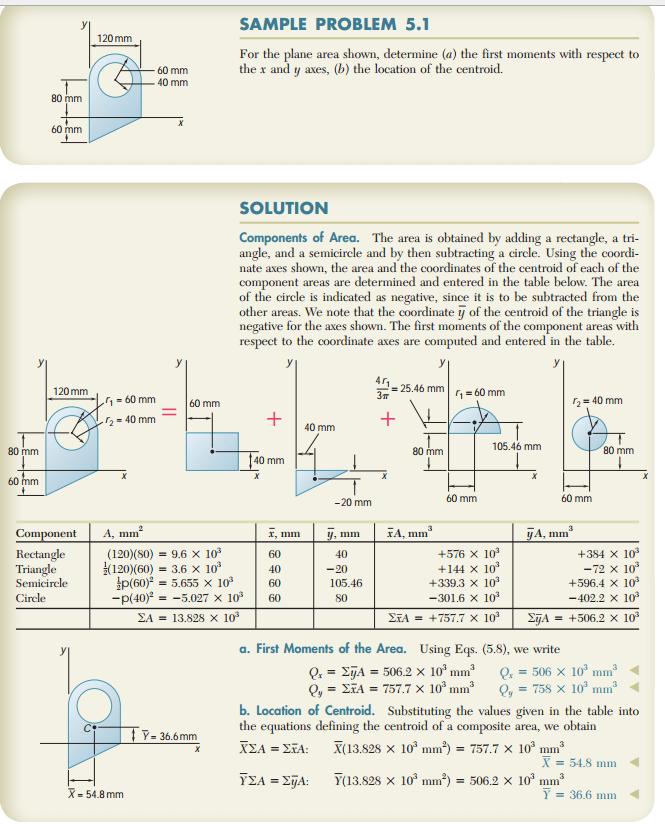 SAMPLE PROBLEM 5.1
y
120 mm
60 mm
40 mm
80 mm
60 mm
x
For the plane area shown, determine (a) the first moments with respect to
the x and y axes, (b) the location of the centroid.
SOLUTION
Components of Area. The area is obtained by adding a rectangle, a tri-
angle, and a semicircle and by then subtracting a circle. Using the coordi-
nate axes shown, the area and the coordinates of the centroid of each of the
component areas are determined and entered in the table below. The area
of the circle is indicated as negative, since it is to be subtracted from the
other areas. We note that the coordinate y̅ of the centroid of the triangle is
negative for the axes shown. The first moments of the component areas with
respect to the coordinate axes are computed and entered in the table.
y
120 mm
r₁ = 60 mm
r₂ = 40 mm
80 mm
60 mm
x
=
y
60 mm
40 mm
x
+
y
40 mm
−20 mm
x
+
4r₁/3π = 25.46 mm
y
r₁ = 60 mm
80 mm
105.46 mm
x
60 mm
−
y
r₂ = 40 mm
80 mm
x
60 mm
Component A, mm² x̅, mm y̅, mm x̅A, mm³ y̅A, mm³
Rectangle (120)(80) = 9.6 × 10³ 60 40 +576 × 10³ +384 × 10³
Triangle ½(120)(60) = 3.6 × 10³ 40 −20 +144 × 10³ −72 × 10³
Semicircle ½p(60)² = 5.655 × 10³ 60 105.46 +339.3 × 10³ +596.4 × 10³
Circle −p(40)² = −5.027 × 10³ 60 80 −301.6 × 10³ −402.2 × 10³
ΣA = 13.828 × 10³ Σx̅A = +757.7 × 10³ Σy̅A = +506.2 × 10³
a. First Moments of the Area. Using Eqs. (5.8), we write
Qₓ = Σy̅A = 506.2 × 10³ mm³ Qₓ = 506 × 10³ mm³
Q_y = Σx̅A = 757.7 × 10³ mm³ Q_y = 758 × 10³ mm³
b. Location of Centroid. Substituting the values given in the table into
the equations defining the centroid of a composite area, we obtain
X̅ΣA = Σx̅A: X̅(13.828 × 10³ mm²) = 757.7 × 10³ mm³
X̅ = 54.8 mm
Y̅ΣA = Σy̅A: Y̅(13.828 × 10³ mm²) = 506.2 × 10³ mm³
Y̅ = 36.6 mm
y
C
Y̅ = 36.6 mm
x
X̅ = 54.8 mm